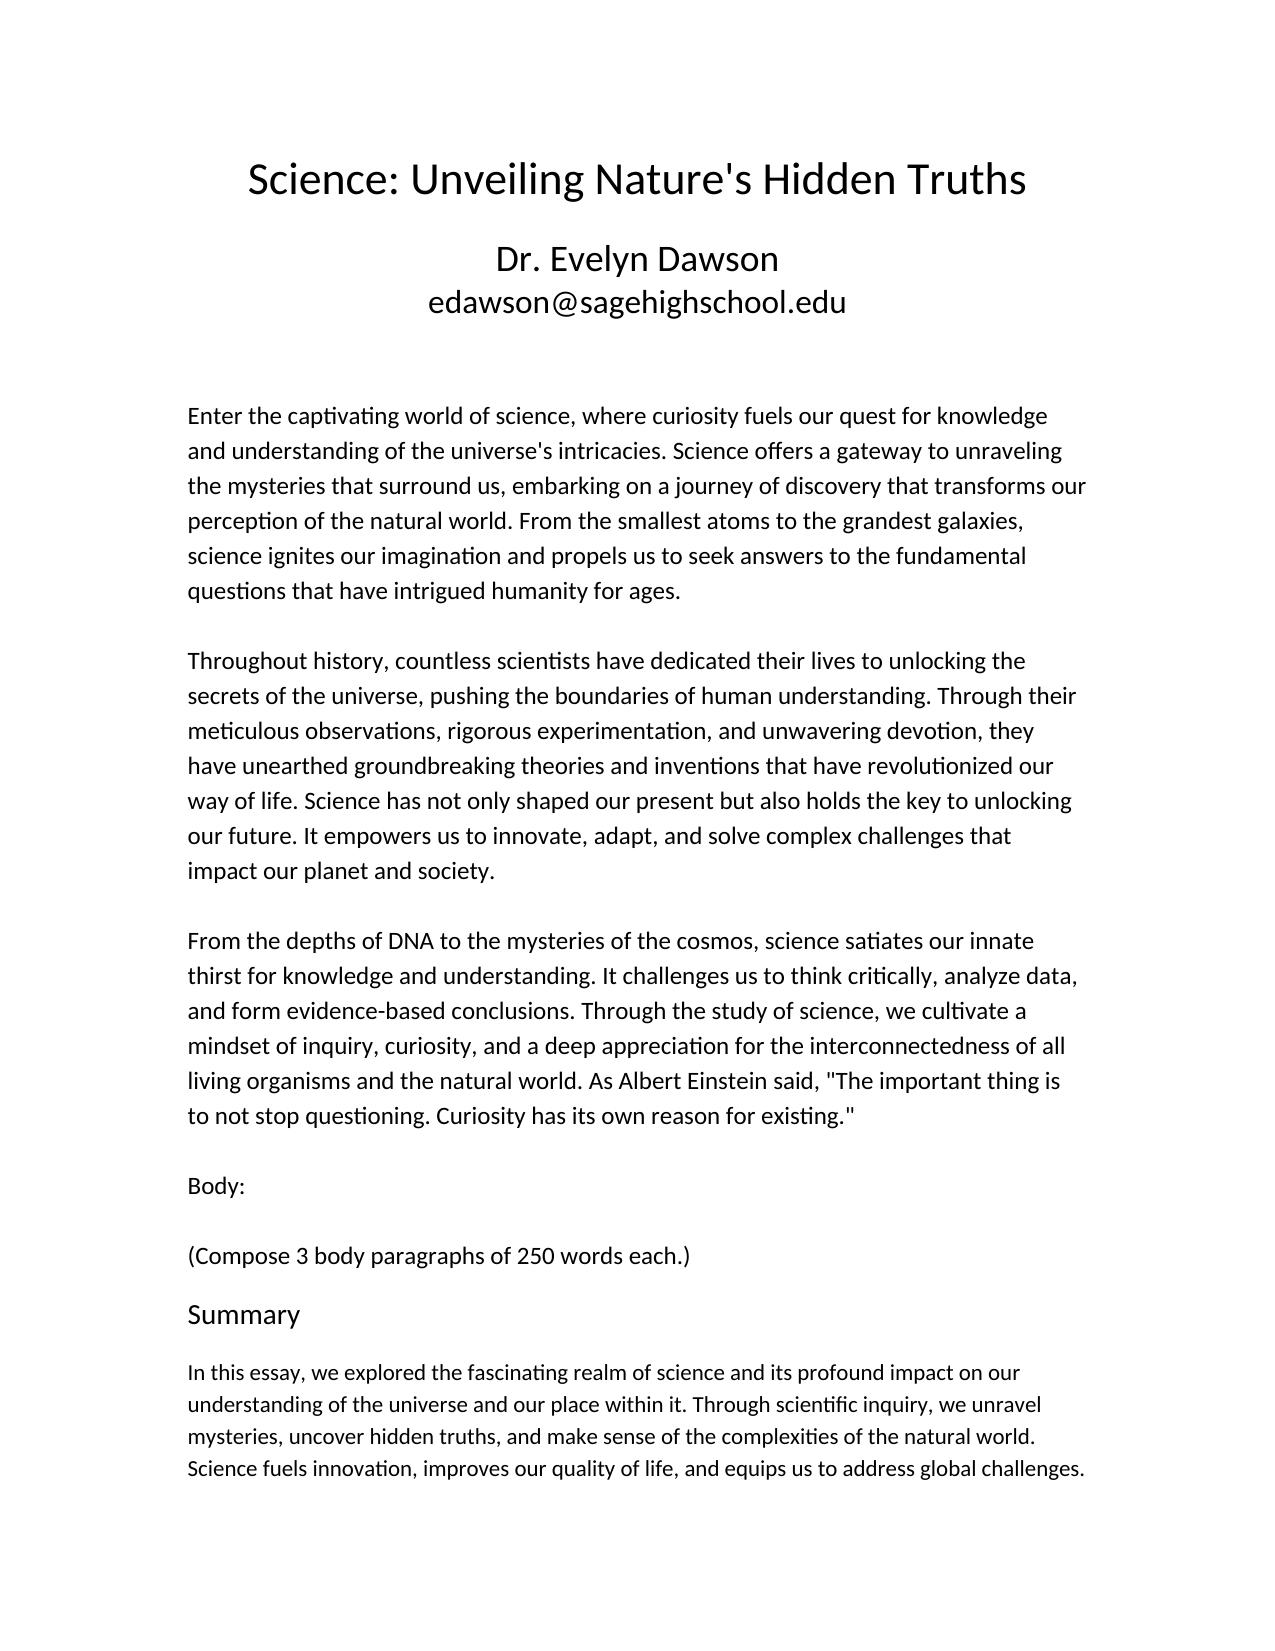 Science: Unveiling Nature's Hidden Truths
Dr. Evelyn Dawson
edawson@sagehighschool.edu
Enter the captivating world of science, where curiosity fuels our quest for knowledge
and understanding of the universe's intricacies. Science offers a gateway to unraveling
the mysteries that surround us, embarking on a journey of discovery that transforms our
perception of the natural world. From the smallest atoms to the grandest galaxies,
science ignites our imagination and propels us to seek answers to the fundamental
questions that have intrigued humanity for ages.
Throughout history, countless scientists have dedicated their lives to unlocking the
secrets of the universe, pushing the boundaries of human understanding. Through their
meticulous observations, rigorous experimentation, and unwavering devotion, they
have unearthed groundbreaking theories and inventions that have revolutionized our
way of life. Science has not only shaped our present but also holds the key to unlocking
our future. It empowers us to innovate, adapt, and solve complex challenges that
impact our planet and society.
From the depths of DNA to the mysteries of the cosmos, science satiates our innate
thirst for knowledge and understanding. It challenges us to think critically, analyze data,
and form evidence-based conclusions. Through the study of science, we cultivate a
mindset of inquiry, curiosity, and a deep appreciation for the interconnectedness of all
living organisms and the natural world. As Albert Einstein said, "The important thing is
to not stop questioning. Curiosity has its own reason for existing."
Body:
(Compose 3 body paragraphs of 250 words each.)
Summary
In this essay, we explored the fascinating realm of science and its profound impact on our
understanding of the universe and our place within it. Through scientific inquiry, we unravel
mysteries, uncover hidden truths, and make sense of the complexities of the natural world.
Science fuels innovation, improves our quality of life, and equips us to address global challenges.